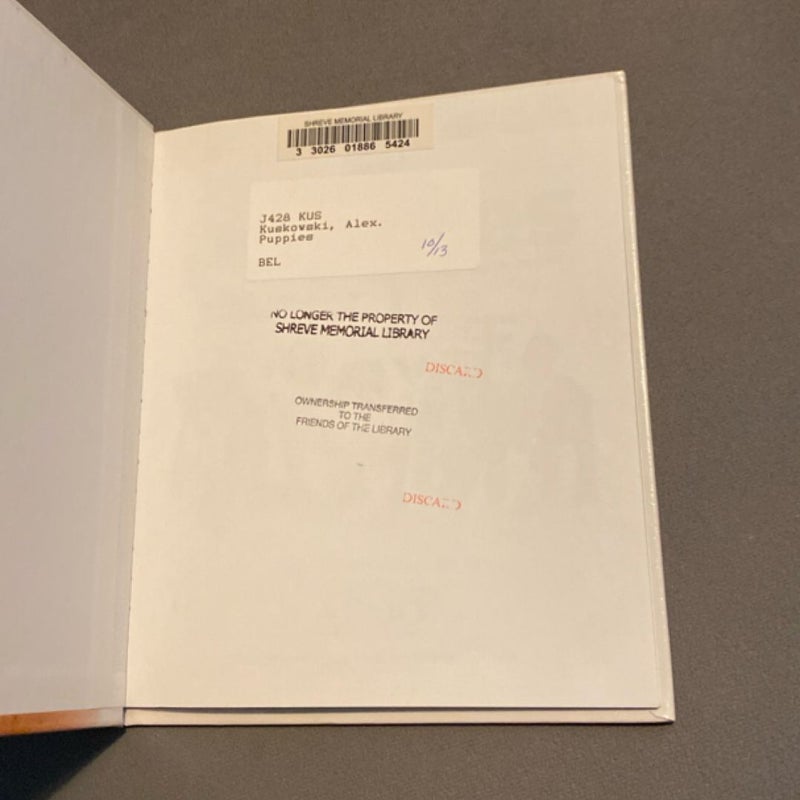 SHREVE MEMORIAL LIBRARY
3 3026 01886 5424
J428 KUS
Kuskowski, Alex.
Puppies
10/13
BEL
NO LONGER THE PROPERTY OF
SHREVE MEMORIAL LIBRARY
DISCARD
OWNERSHIP TRANSFERRED
TO THE
FRIENDS OF THE LIBRARY
DISCARD